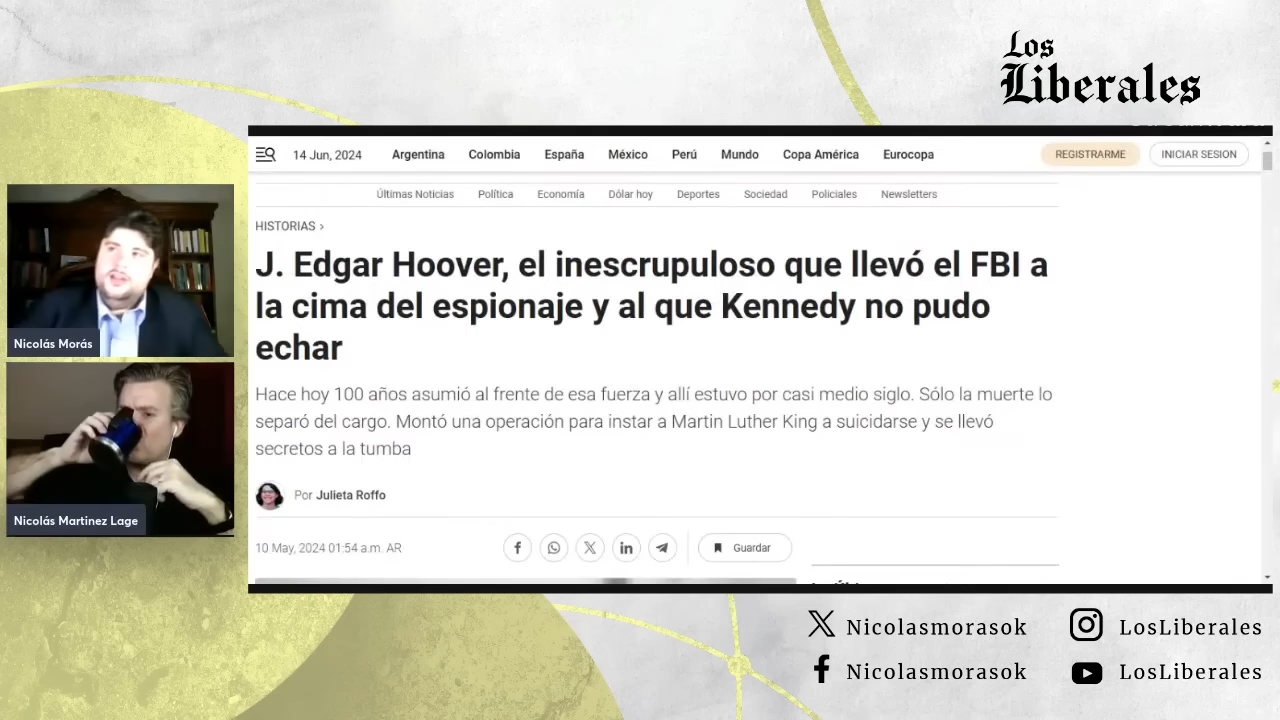 Los
Liberales
14 Jun, 2024 Argentina Colombia España México Perú Mundo Copa América Eurocopa REGISTRARME INICIAR SESION
Últimas Noticias Política Economía Dólar hoy Deportes Sociedad Policiales Newsletters
HISTORIAS >
J. Edgar Hoover, el inescrupuloso que llevó el FBI a
la cima del espionaje y al que Kennedy no pudo
echar
Hace hoy 100 años asumió al frente de esa fuerza y allí estuvo por casi medio siglo. Sólo la muerte lo
separó del cargo. Montó una operación para instar a Martin Luther King a suicidarse y se llevó
secretos a la tumba
Por Julieta Roffo
10 May, 2024 01:54 a.m. AR
Guardar
Nicolás Morás
Nicolás Martinez Lage
Nicolasmorasok LosLiberales
Nicolasmorasok LosLiberales